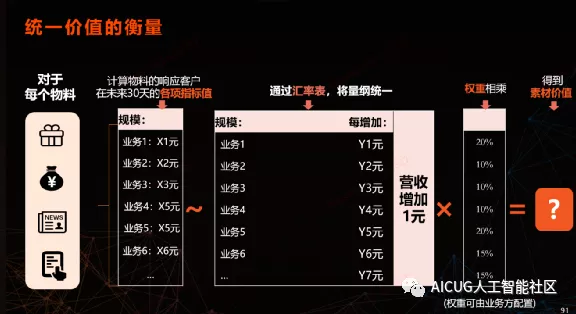 统一价值的衡量
对于
每个物料
计算物料的响应客户
在未来30天的各项指标值
通过汇率表，将量纲统一
权重相乘
得到
素材价值
NEWS
规模：
业务1：X1元
业务2：X2元
业务3：X3元
业务4：X5元
业务5：X5元
业务6：X6元
...
~
规模： 每增加：
业务1 Y1元
业务2 Y2元
业务3 Y3元
业务4 Y4元
业务5 Y5元
业务6 Y6元
... Y7元
营收
增加
1元
×
20%
10%
10%
10%
20%
15%
15%
=
?
AICUG人工智能社区
(权重可由业务方配置)
91